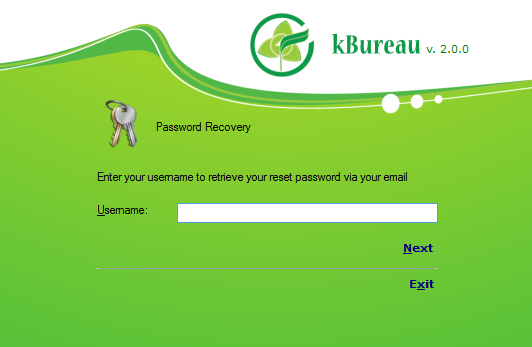 kBureau v. 2.0.0
Password Recovery
Enter your username to retrieve your reset password via your email
Username:
Next
Exit